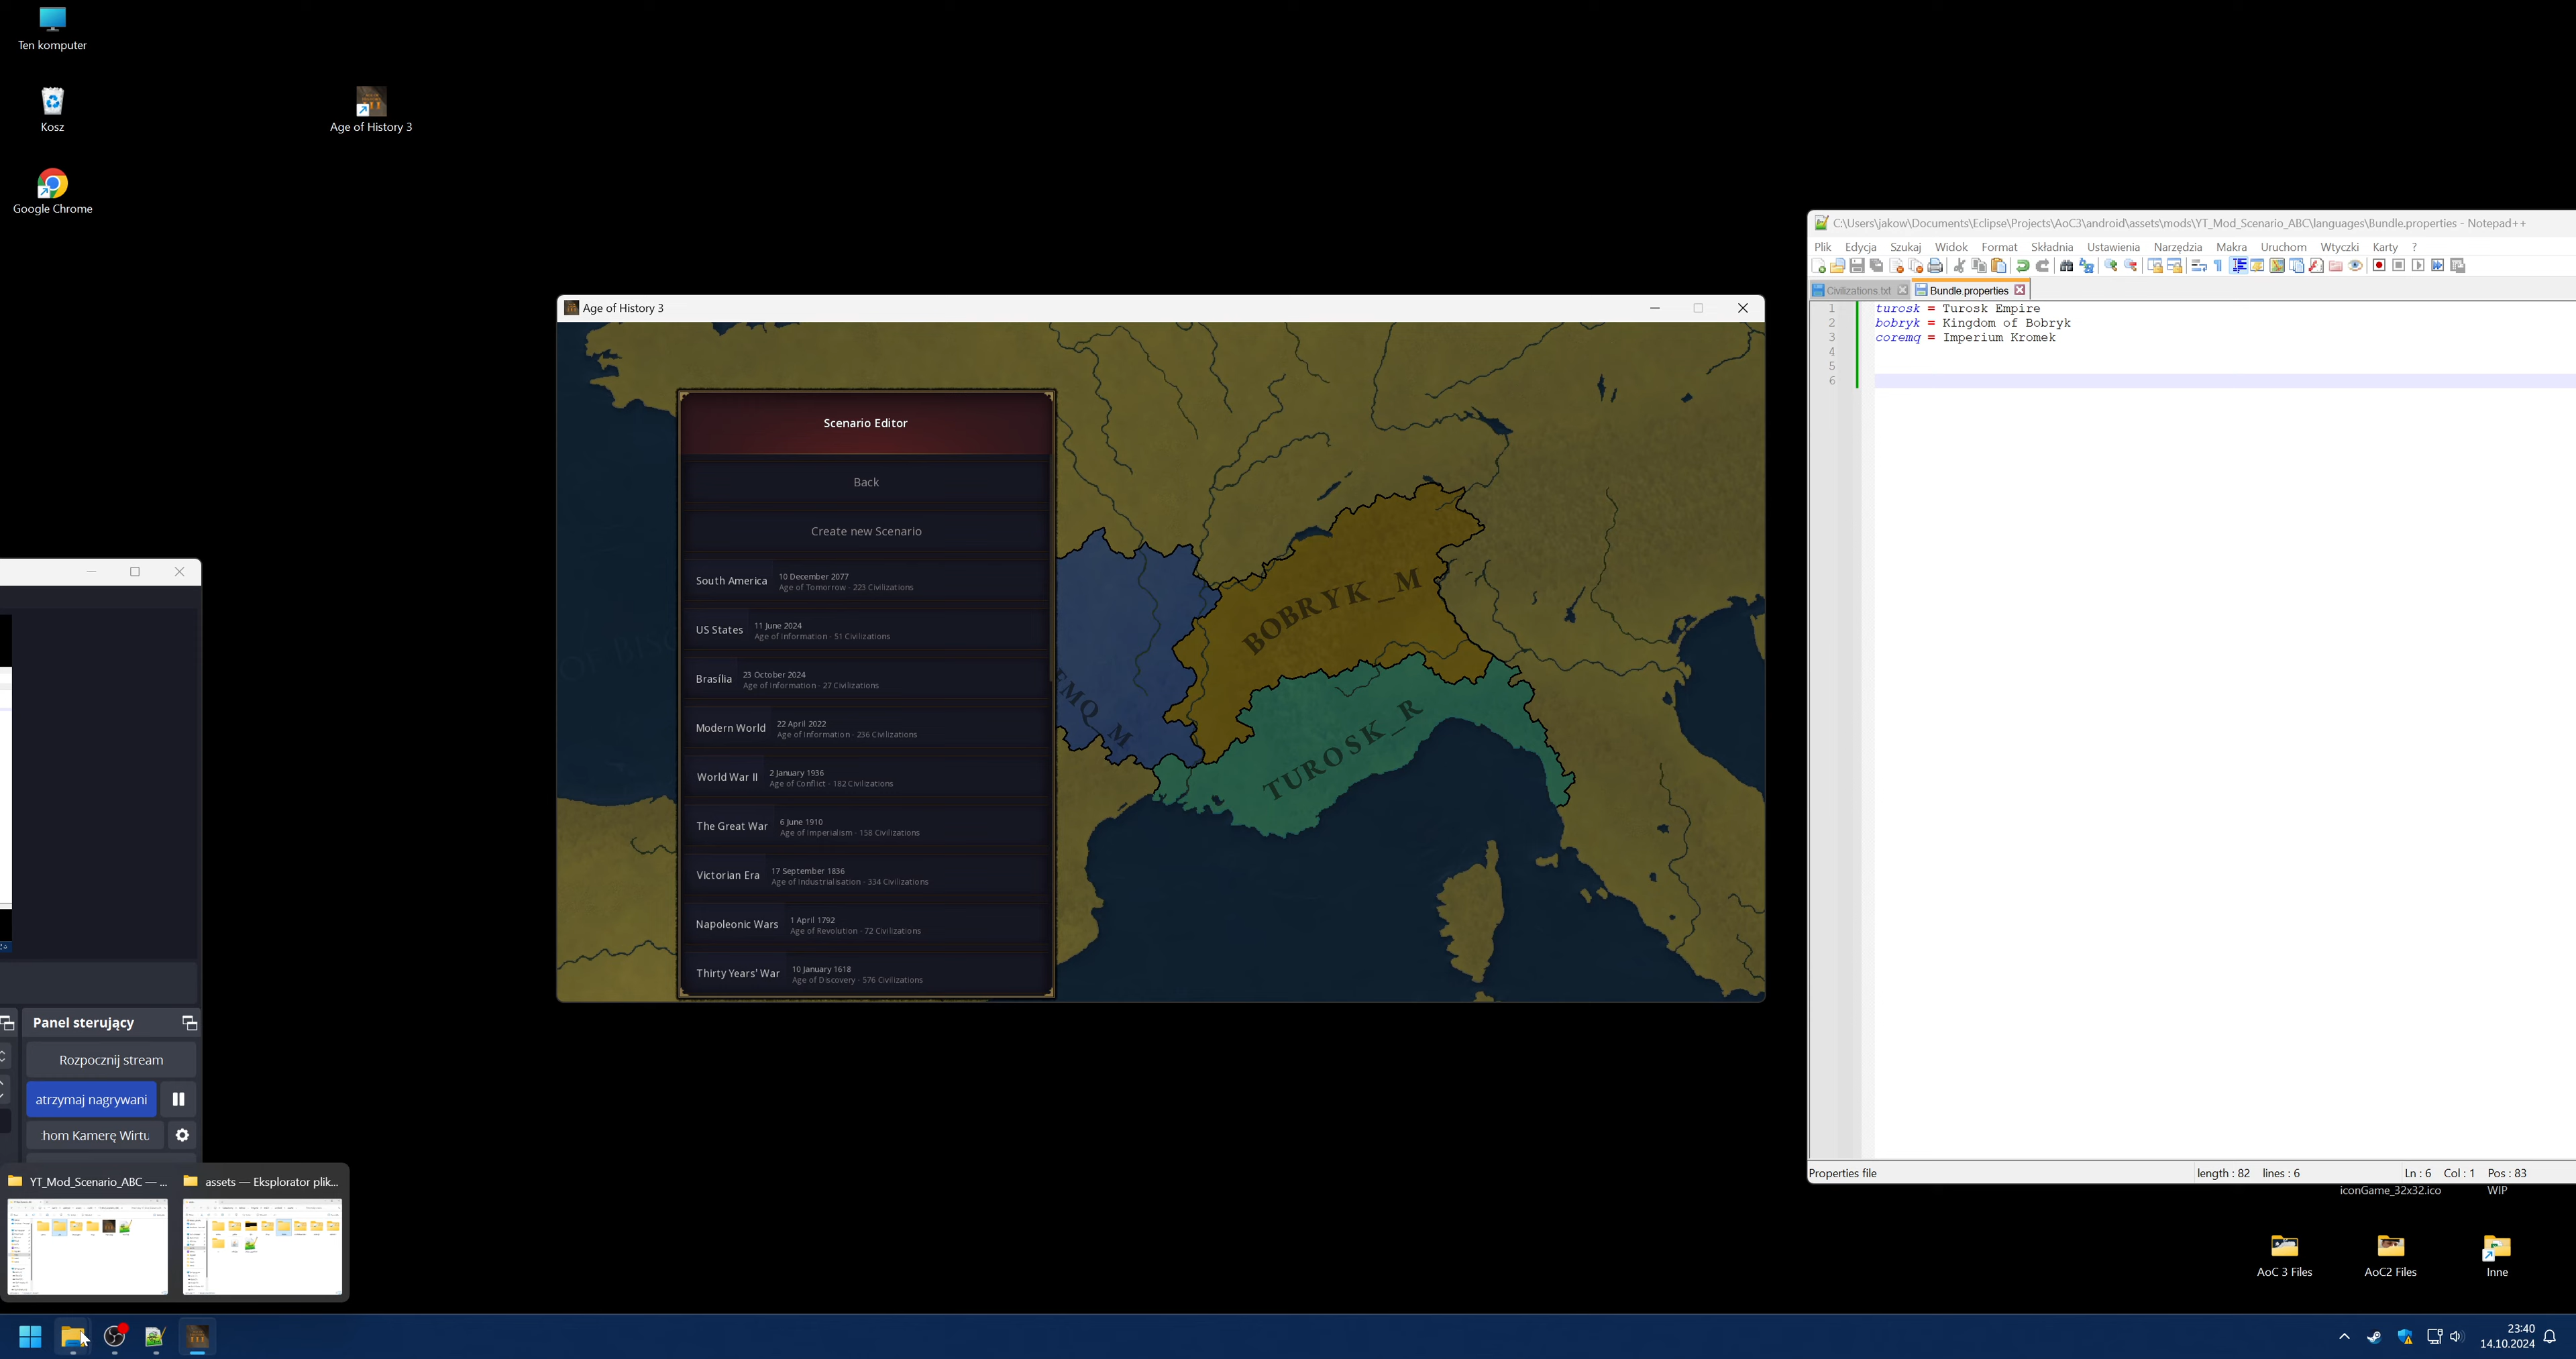 Ten komputer
Kosz
Google Chrome
Age of History 3
Age of History 3
Scenario Editor
Back
Create new Scenario
South America
10 December 2077
Age of Tomorrow · 223 Civilizations
US States
11 June 2024
Age of Information · 51 Civilizations
Brasília
23 October 2024
Age of Information · 27 Civilizations
Modern World
22 April 2022
Age of Information · 236 Civilizations
World War II
2 January 1936
Age of Conflict · 182 Civilizations
The Great War
6 June 1910
Age of Imperialism · 158 Civilizations
Victorian Era
17 September 1836
Age of Industrialisation · 334 Civilizations
Napoleonic Wars
1 April 1792
Age of Revolution · 72 Civilizations
Thirty Years' War
10 January 1618
Age of Discovery · 576 Civilizations
OF BISC
EMQ_M
BOBRYK_M
TUROSK_R
C:\Users\jakow\Documents\Eclipse\Projects\AoC3\android\assets\mods\YT_Mod_Scenario_ABC\languages\Bundle.properties - Notepad++
Plik Edycja Szukaj Widok Format Składnia Ustawienia Narzędzia Makra Uruchom Wtyczki Karty ?
Civilizations.txt Bundle.properties
1 turosk = Turosk Empire
2 bobryk = Kingdom of Bobryk
3 coremq = Imperium Kromek
4
5
6
Properties file length : 82 lines : 6 Ln : 6 Col : 1 Pos : 83
Panel sterujący
Rozpocznij stream
atrzymaj nagrywani
hom Kamerę Wirtu
YT_Mod_Scenario_ABC — ...
assets — Eksplorator plik...
iconGame_32x32.ico
WIP
AoC 3 Files
AoC2 Files
Inne
23:40
14.10.2024